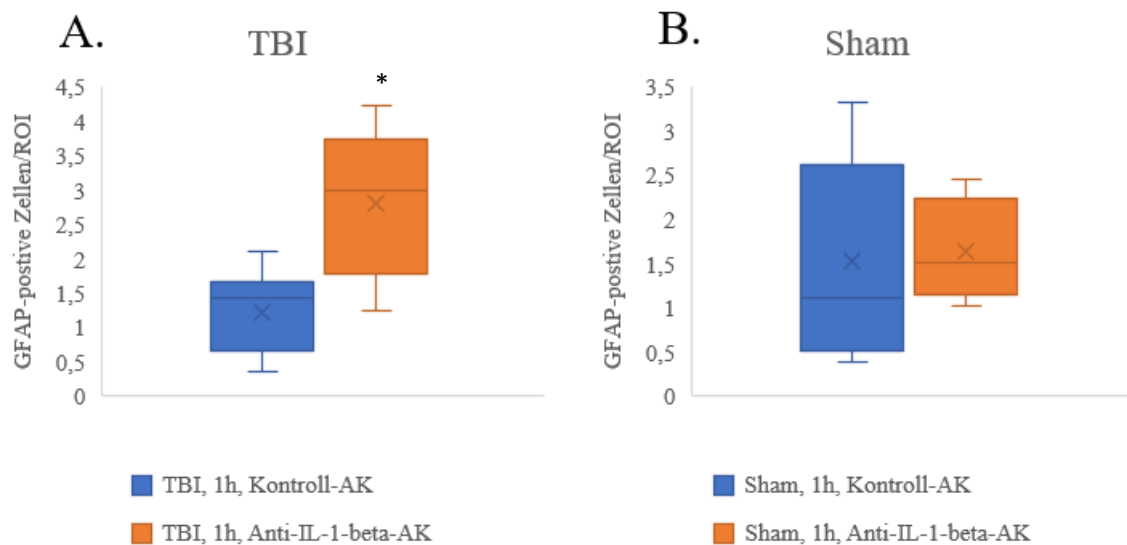 A.
TBI
*
GFAP-postive Zellen/ROI
4,5
4
3,5
3
2,5
2
1,5
1
0,5
0
TBI, 1h, Kontroll-AK
TBI, 1h, Anti-IL-1-beta-AK
B.
Sham
GFAP-postive Zellen/ROI
3,5
3
2,5
2
1,5
1
0,5
0
Sham, 1h, Kontroll-AK
Sham, 1h, Anti-IL-1-beta-AK